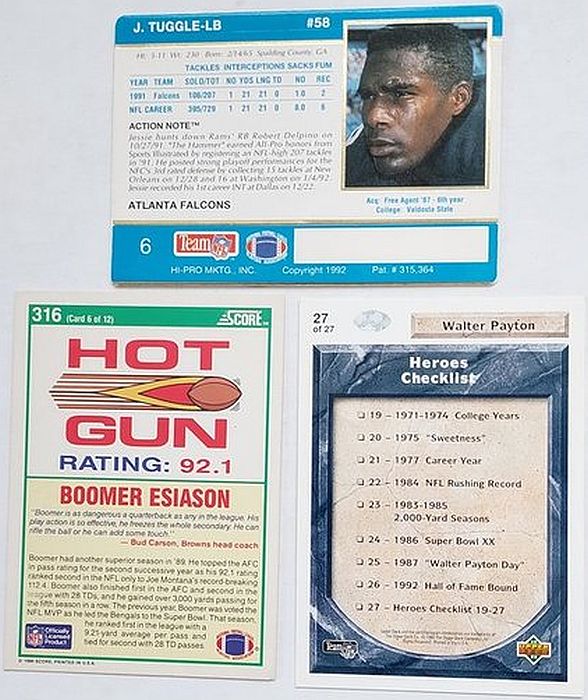 J. TUGGLE-LB #58
Ht: 5-11 Wt: 230 Born: 2/14/65 Spalding County, GA
TACKLES INTERCEPTIONS SACKS FUM
YEAR TEAM SOLO/TOT NO YDS LNG TD NO REC
1991 Falcons 106/207 1 21 21 0 1.0 2
NFL CAREER 395/729 1 21 21 0 8.0 6
ACTION NOTE™
Jessie hunts down Rams' RB Robert Delpino on
10/27/91. "The Hammer" earned All-Pro honors from
Sports Illustrated by registering an NFL-high 207 tackles
in '91. He posted strong playoff performances for the
NFC's 3rd rated defense by collecting 15 tackles at New
Orleans on 12/28 and 16 at Washington on 1/4/92.
Jessie recorded his 1st career INT at Dallas on 12/22.
ATLANTA FALCONS
Acq: Free Agent '87 - 6th year
College: Valdosta State
6 Team NFL
HI-PRO MKTG., INC. Copyright 1992 Pat. # 315,364
316 (Card 6 of 12) SCORE
HOT
GUN
RATING: 92.1
BOOMER ESIASON
"Boomer is as dangerous a quarterback as any in the league. His
play action is so effective, he freezes the whole secondary. He can
rifle the ball or he can add some touch."
— Bud Carson, Browns head coach
Boomer had another superior season in '89. He topped the AFC
in pass rating for the second successive year as his 92.1 rating
ranked second in the NFL only to Joe Montana's record-breaking
112.4. Boomer also finished first in the AFC and second in the
league with 28 TDs, and he gained over 3,000 yards passing for
the fifth season in a row. The previous year, Boomer was voted the
NFL MVP as he led the Bengals to the Super Bowl. That season,
he ranked first in the league with a
9.21-yard average per pass and
tied for second with 28 TD passes
NFL Officially
Licensed
Product
© 1990 SCORE, PRINTED IN U.S.A.
27
of 27
Walter Payton
Heroes
Checklist
❑ 19 – 1971-1974 College Years
❑ 20 – 1975 "Sweetness"
❑ 21 – 1977 Career Year
❑ 22 – 1984 NFL Rushing Record
❑ 23 – 1983-1985
2,000-Yard Seasons
❑ 24 – 1986 Super Bowl XX
❑ 25 – 1987 "Walter Payton Day"
❑ 26 – 1992 Hall of Fame Bound
❑ 27 – Heroes Checklist 19-27
Team NFL
UPPER DECK